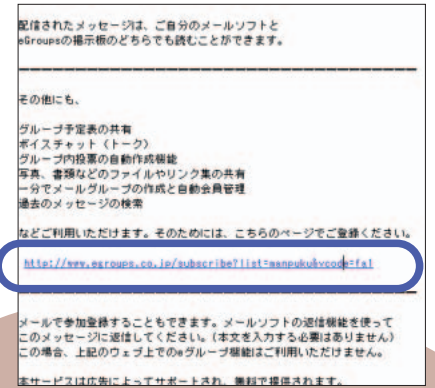 配信されたメッセージは、ご自分のメールソフトと
eGroupsの掲示板のどちらでも読むことができます。
その他にも、
グループ予定表の共有
ボイスチャット（トーク）
グループ内投票の自動作成機能
写真、書類などのファイルやリンク集の共有
一分でメールグループの作成と自動会員管理
過去のメッセージの検索
などご利用いただけます。そのためには、こちらのページでご登録ください。
http://www.egroups.co.jp/subscribe?list=manpuku&vcode=fal
メールで参加登録することもできます。メールソフトの返信機能を使って
このメッセージに返信してください。（本文を入力する必要はありません）
この場合、上記のウェブ上でのeグループ機能はご利用いただけません。
本サービスは広告によってサポートされ、無料で提供されます。